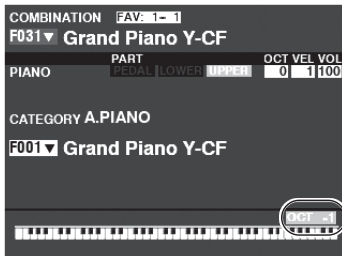 COMBINATION FAV: 1- 1
F031▼ Grand Piano Y-CF
PART OCT VEL VOL
PIANO PEDAL LOWER UPPER 0 1 100
CATEGORY A.PIANO
F001▼ Grand Piano Y-CF
OCT -1